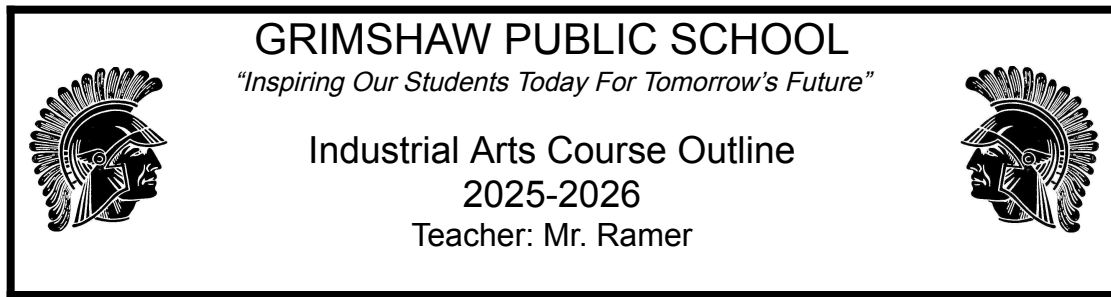 GRIMSHAW PUBLIC SCHOOL
“Inspiring Our Students Today For Tomorrow’s Future”
Industrial Arts Course Outline
2025-2026
Teacher: Mr. Ramer